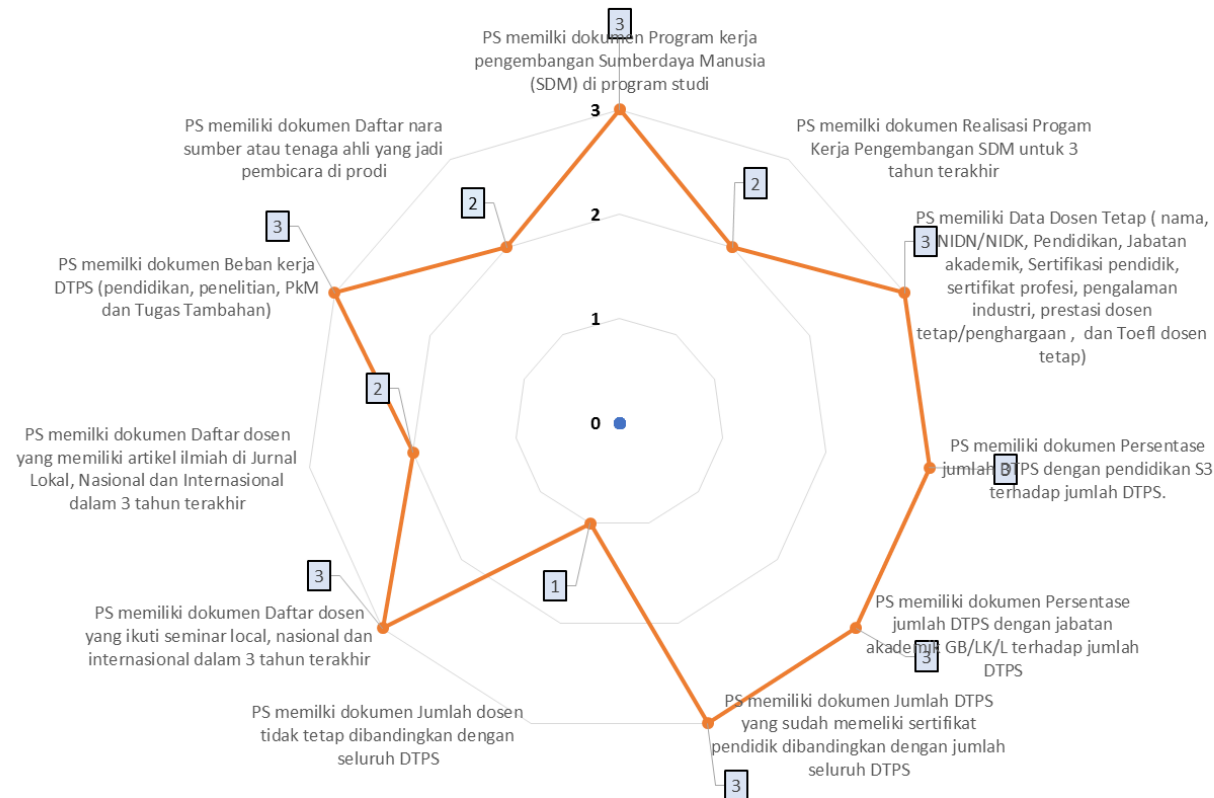 3
PS memilki dokumen Program kerja
pengembangan Sumberdaya Manusia
(SDM) di program studi
PS memilki dokumen Realisasi Progam
Kerja Pengembangan SDM untuk 3
tahun terakhir
2
PS memiliki Data Dosen Tetap ( nama,
NIDN/NIDK, Pendidikan, Jabatan
akademik, Sertifikasi pendidik,
sertifikat profesi, pengalaman
industri, prestasi dosen
tetap/penghargaan , dan Toefl dosen
tetap)
3
PS memiliki dokumen Persentase
jumlah DTPS dengan pendidikan S3
terhadap jumlah DTPS.
3
PS memiliki dokumen Persentase
jumlah DTPS dengan jabatan
akademik GB/LK/L terhadap jumlah
DTPS
3
PS memiliki dokumen Jumlah DTPS
yang sudah memeliki sertifikat
pendidik dibandingkan dengan jumlah
seluruh DTPS
3
PS memilki dokumen Jumlah dosen
tidak tetap dibandingkan dengan
seluruh DTPS
1
PS memilki dokumen Daftar dosen
yang ikuti seminar local, nasional dan
internasional dalam 3 tahun terakhir
3
PS memilki dokumen Daftar dosen
yang memiliki artikel ilmiah di Jurnal
Lokal, Nasional dan Internasional
dalam 3 tahun terakhir
2
PS memilki dokumen Beban kerja
DTPS (pendidikan, penelitian, PkM
dan Tugas Tambahan)
3
PS memiliki dokumen Daftar nara
sumber atau tenaga ahli yang jadi
pembicara di prodi
2
3
2
1
0